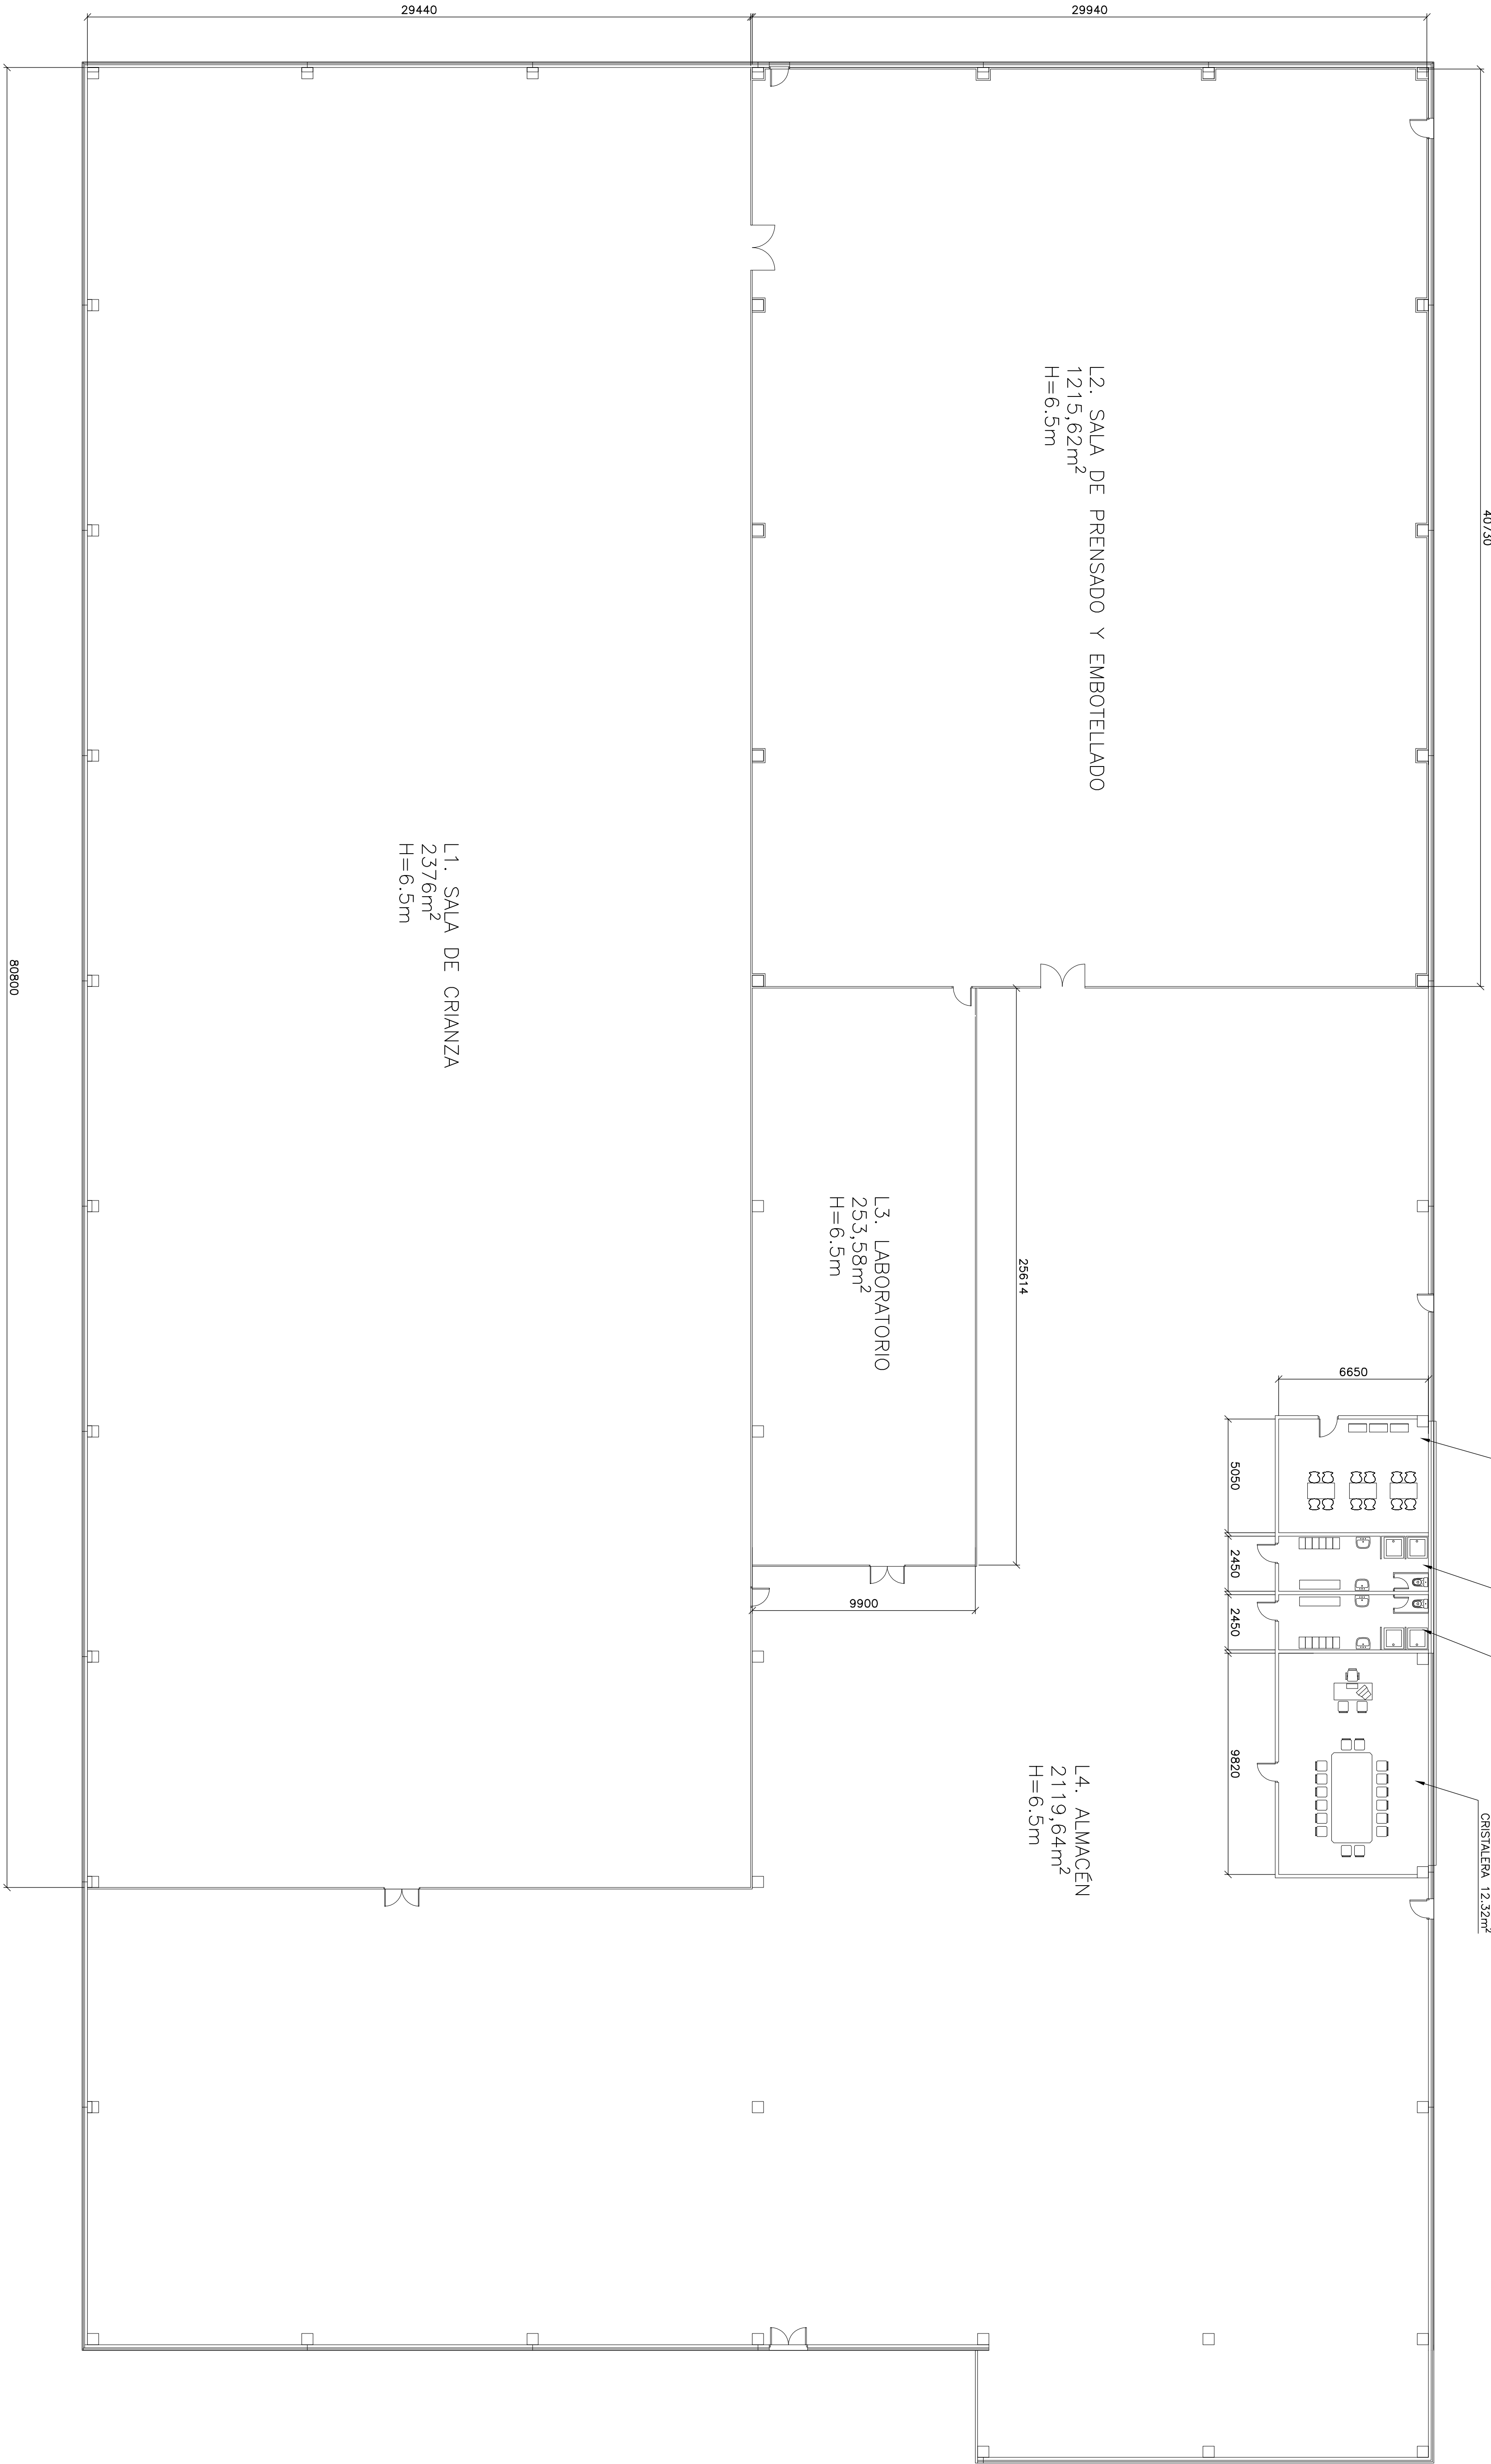 29440
29940
40730
L2. SALA DE PRENSADO Y EMBOTELLADO
1215,62m²
H=6.5m
L1. SALA DE CRIANZA
2376m²
H=6.5m
80800
L3. LABORATORIO
253,58m²
H=6.5m
25614
9900
6650
5050
2450
2450
9820
L4. ALMACÉN
2119,64m²
H=6.5m
CRISTALERA 12.32m²